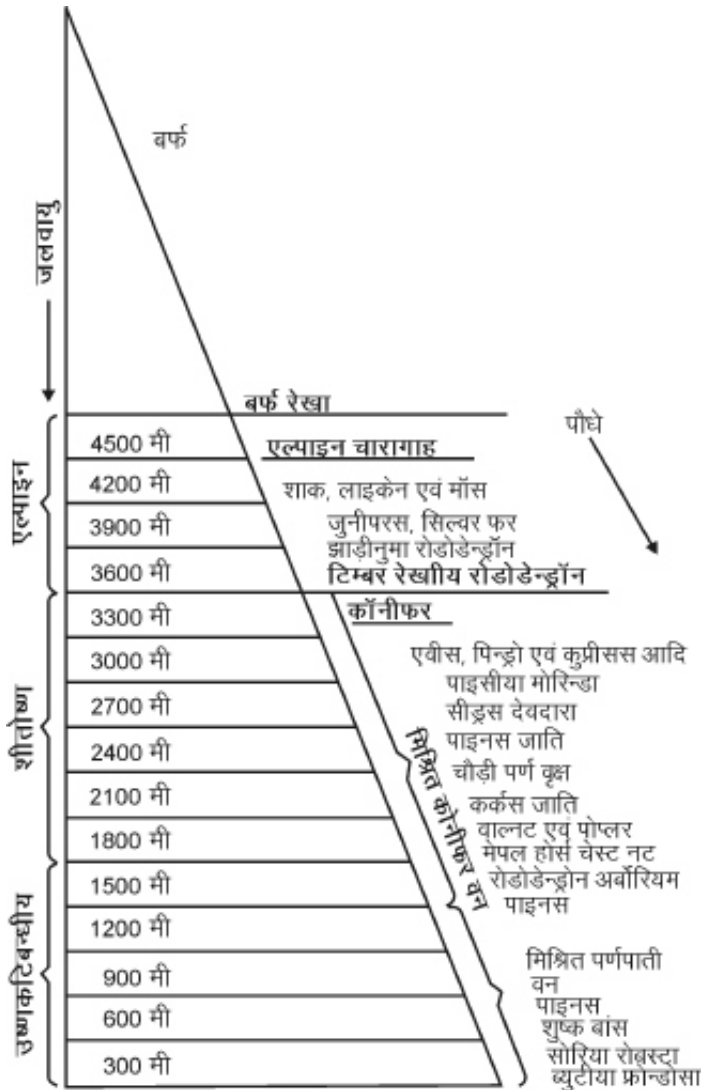 बर्फ
जलवायु
बर्फ रेखा
पौधे
4500 मी
एल्पाइन चारागाह
4200 मी
शाक, लाइकेन एवं मॉस
एल्पाइन
3900 मी
जुनीपरस, सिल्वर फर
झाड़ीनुमा रोडोडेन्ड्रॉन
3600 मी
टिम्बर रेखाीय रोडोडेन्ड्रॉन
3300 मी
कॉनीफर
3000 मी
एवीस, पिन्ड्रो एवं कुप्रीसस आदि
पाइसीया मोरिन्डा
2700 मी
सीड्रस देवदारा
शीतोष्ण
2400 मी
पाइनस जाति
चौड़ी पर्ण वृक्ष
मिश्रित कोनीफर वन
2100 मी
कर्कस जाति
1800 मी
वाल्नट एवं पोप्लर
मेपल होर्स चेस्ट नट
1500 मी
रोडोडेन्ड्रोन अर्बोरियम
पाइनस
1200 मी
उष्णकटिबन्धीय
900 मी
मिश्रित पर्णपाती
वन
600 मी
पाइनस
शुष्क बांस
300 मी
सोरिया रोबस्टा
ब्युटीया फ्रोन्डोसा